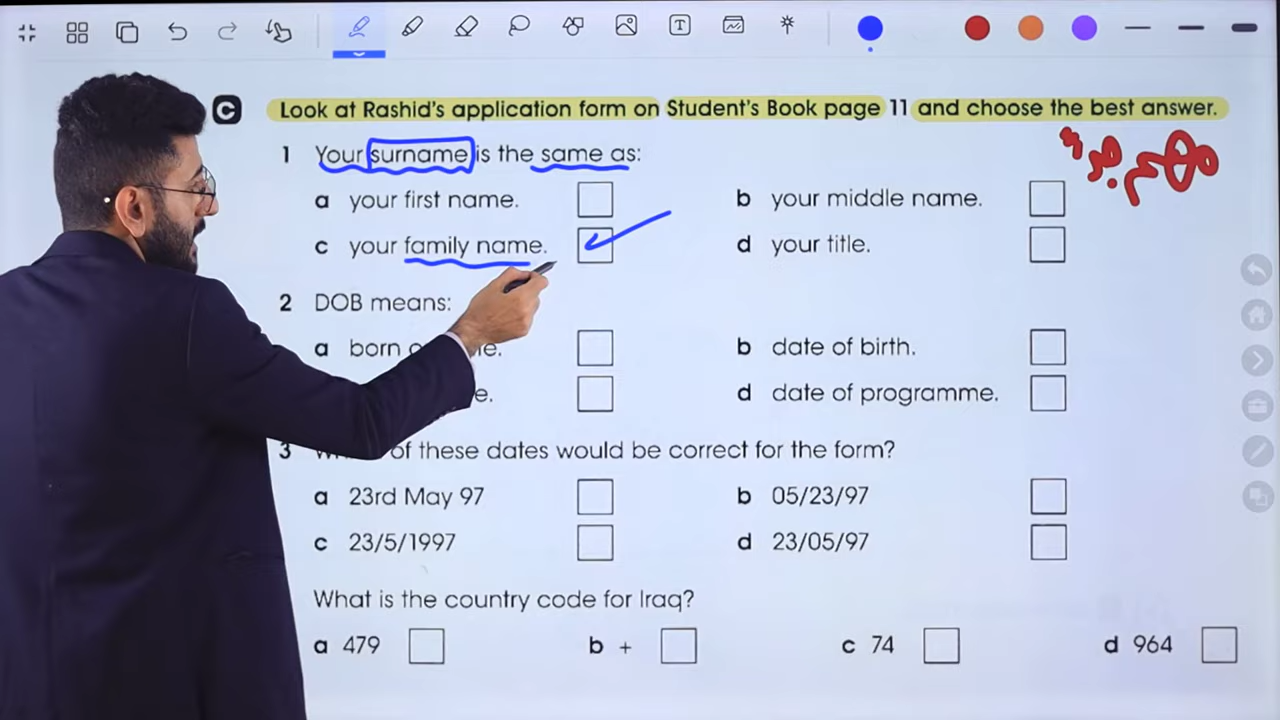 C Look at Rashid's application form on Student's Book page 11 and choose the best answer.
1 Your surname is the same as:
a your first name. b your middle name.
c your family name. d your title.
2 DOB means:
a born b date of birth.
d date of programme.
3 of these dates would be correct for the form?
a 23rd May 97 b 05/23/97
c 23/5/1997 d 23/05/97
What is the country code for Iraq?
a 479 b + c 74 d 964